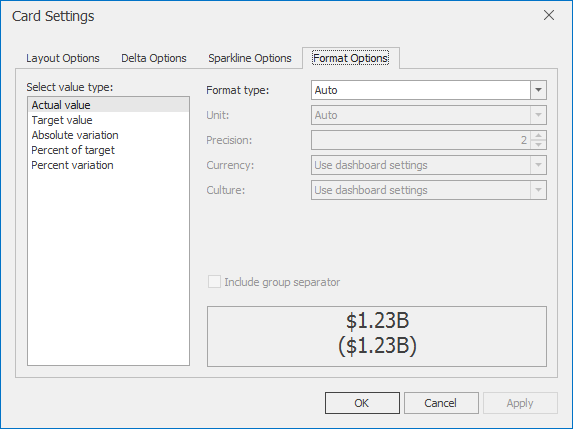 Card Settings
Layout Options
Delta Options
Sparkline Options
Format Options
Select value type:
Actual value
Target value
Absolute variation
Percent of target
Percent variation
Format type: Auto
Unit: Auto
Precision: 2
Currency: Use dashboard settings
Culture: Use dashboard settings
Include group separator
$1.23B
($1.23B)
OK
Cancel
Apply